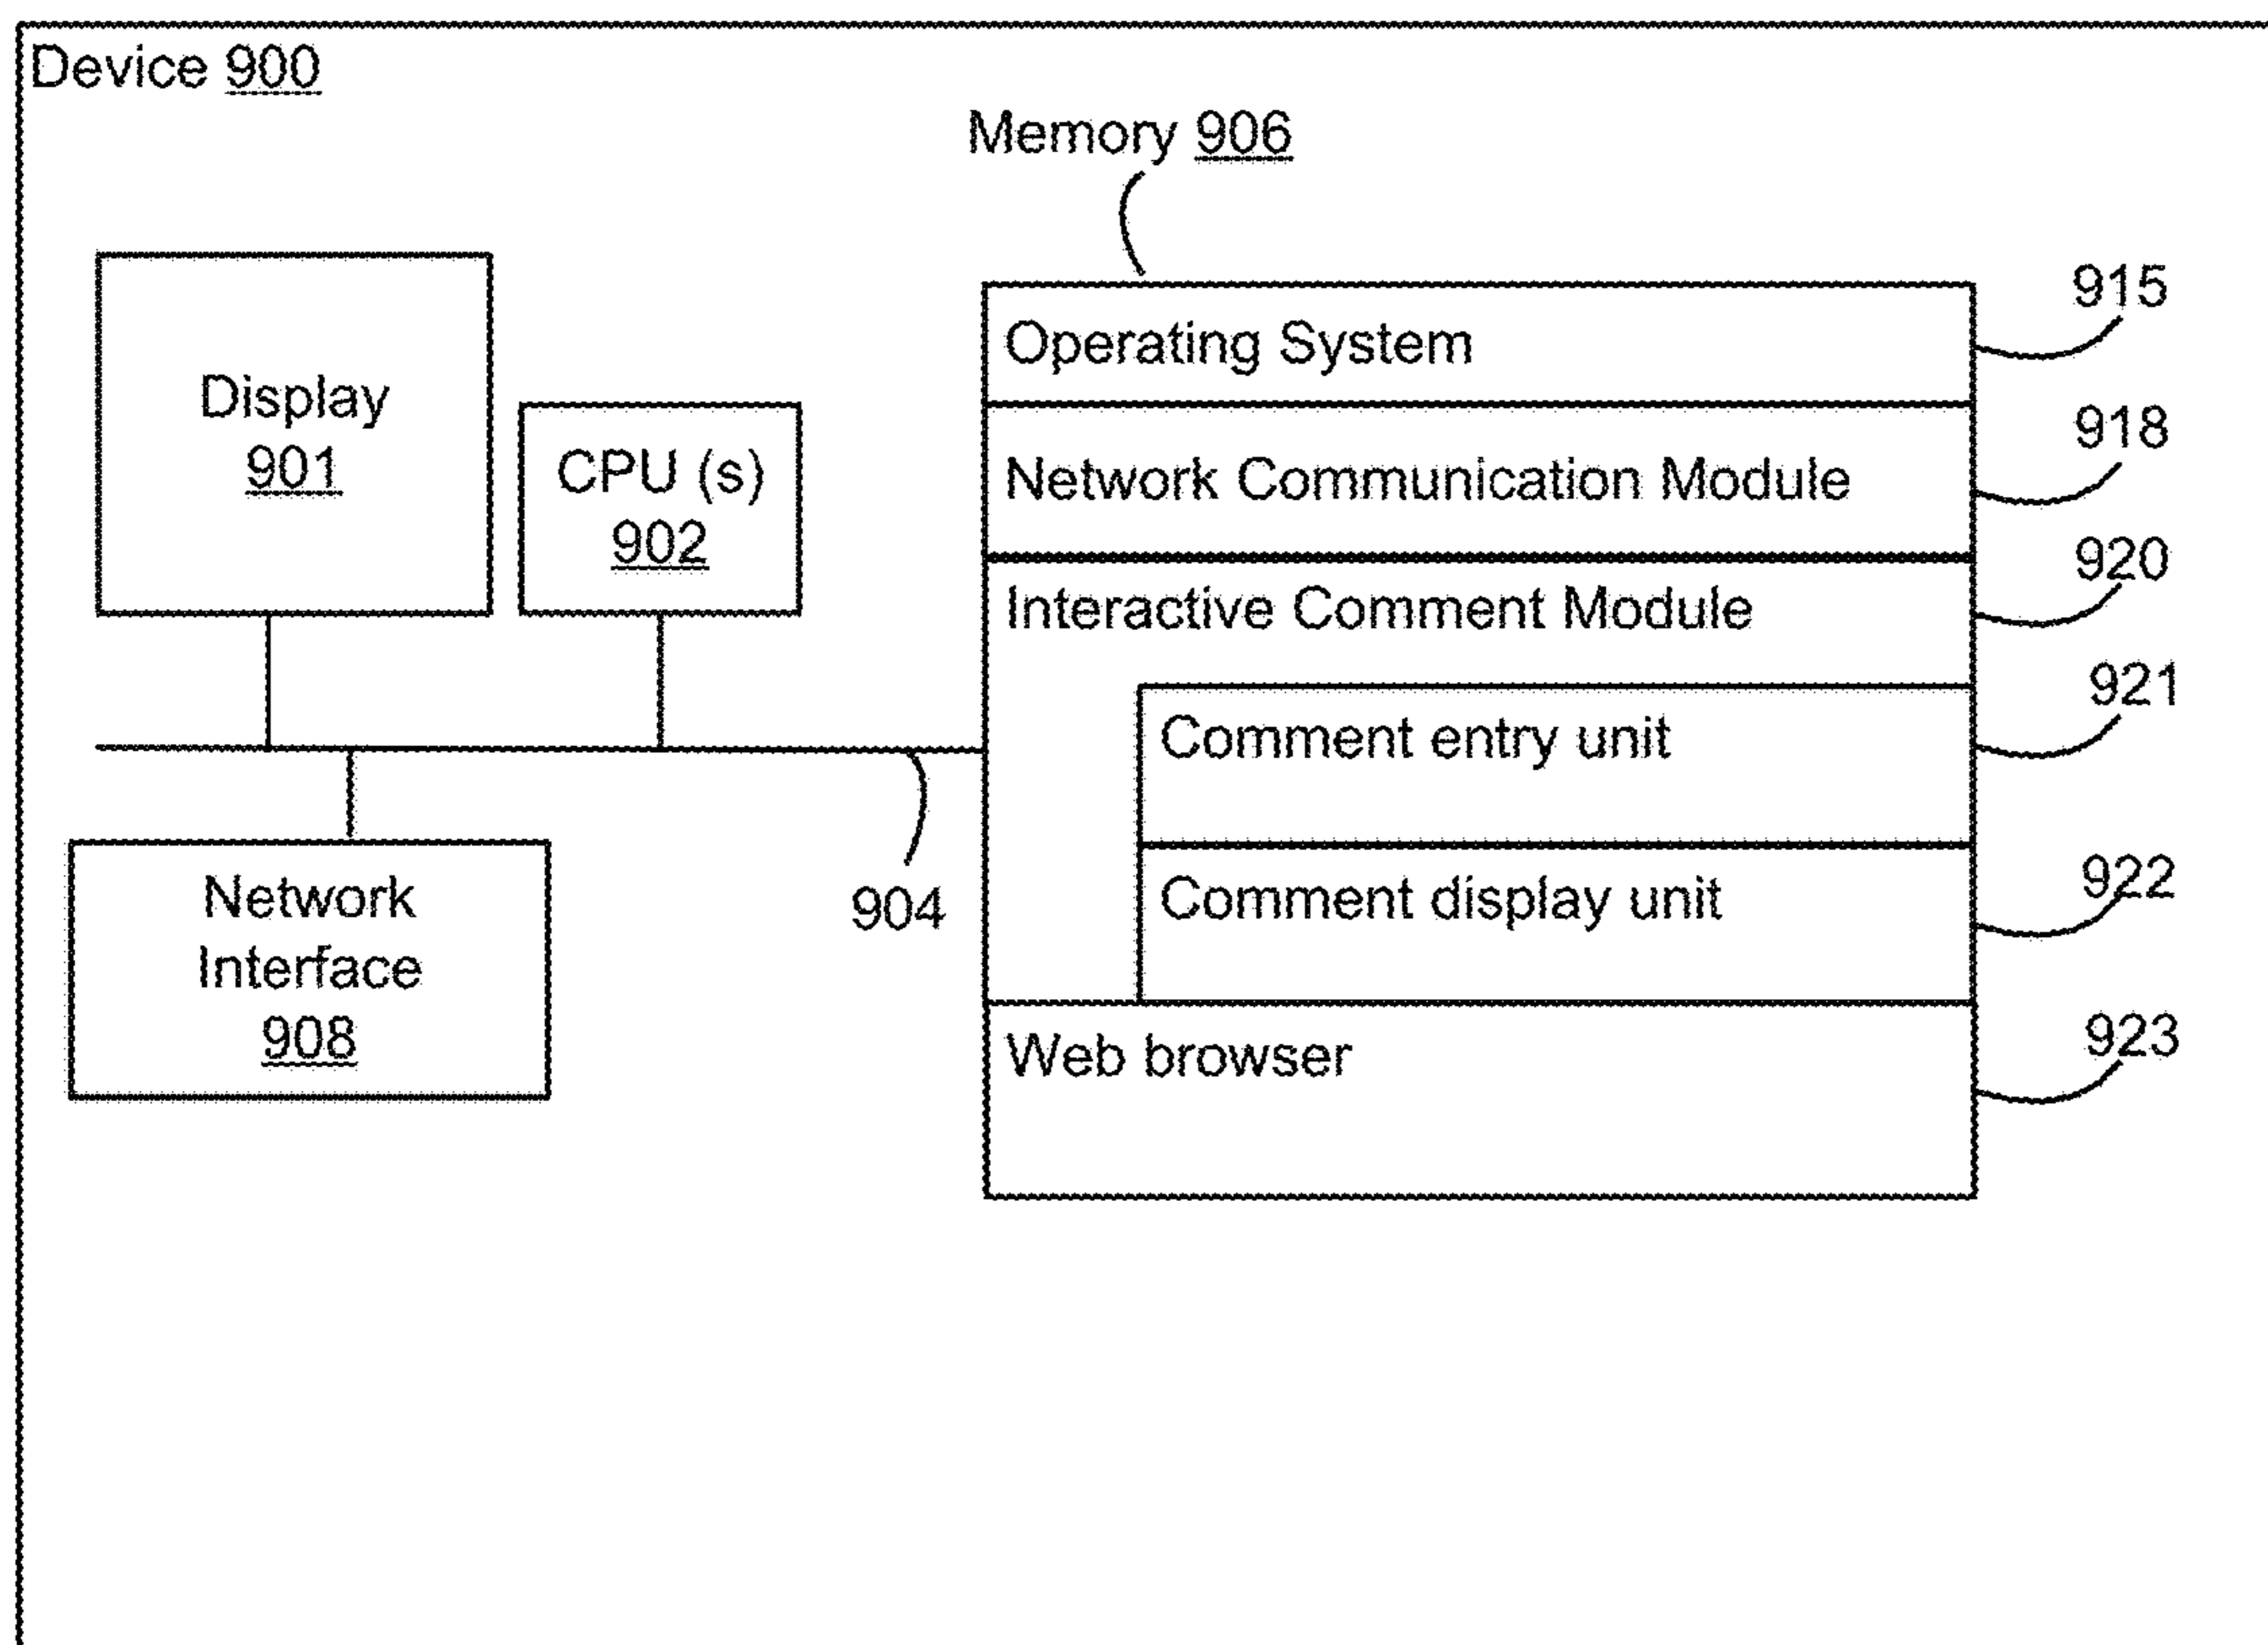 Device 900
Memory 906
Display
901
CPU (s)
902
Network
Interface
908
904
Operating System
915
Network Communication Module
918
Interactive Comment Module
920
Comment entry unit
921
Comment display unit
922
Web browser
923